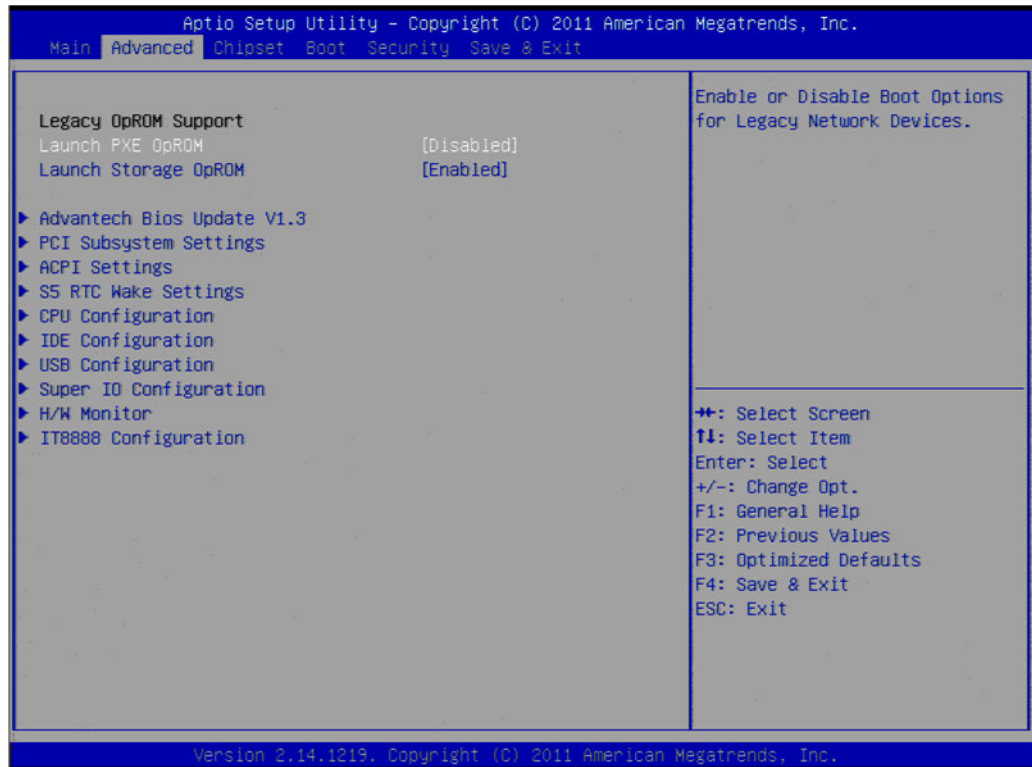 Aptio Setup Utility – Copyright (C) 2011 American Megatrends, Inc.
Main Advanced Chipset Boot Security Save & Exit
Legacy OpROM Support
Launch PXE OpROM [Disabled]
Launch Storage OpROM [Enabled]
▶ Advantech Bios Update V1.3
▶ PCI Subsystem Settings
▶ ACPI Settings
▶ S5 RTC Wake Settings
▶ CPU Configuration
▶ IDE Configuration
▶ USB Configuration
▶ Super IO Configuration
▶ H/W Monitor
▶ IT8888 Configuration
Enable or Disable Boot Options
for Legacy Network Devices.
→←: Select Screen
↑↓: Select Item
Enter: Select
+/-: Change Opt.
F1: General Help
F2: Previous Values
F3: Optimized Defaults
F4: Save & Exit
ESC: Exit
Version 2.14.1219. Copyright (C) 2011 American Megatrends, Inc.